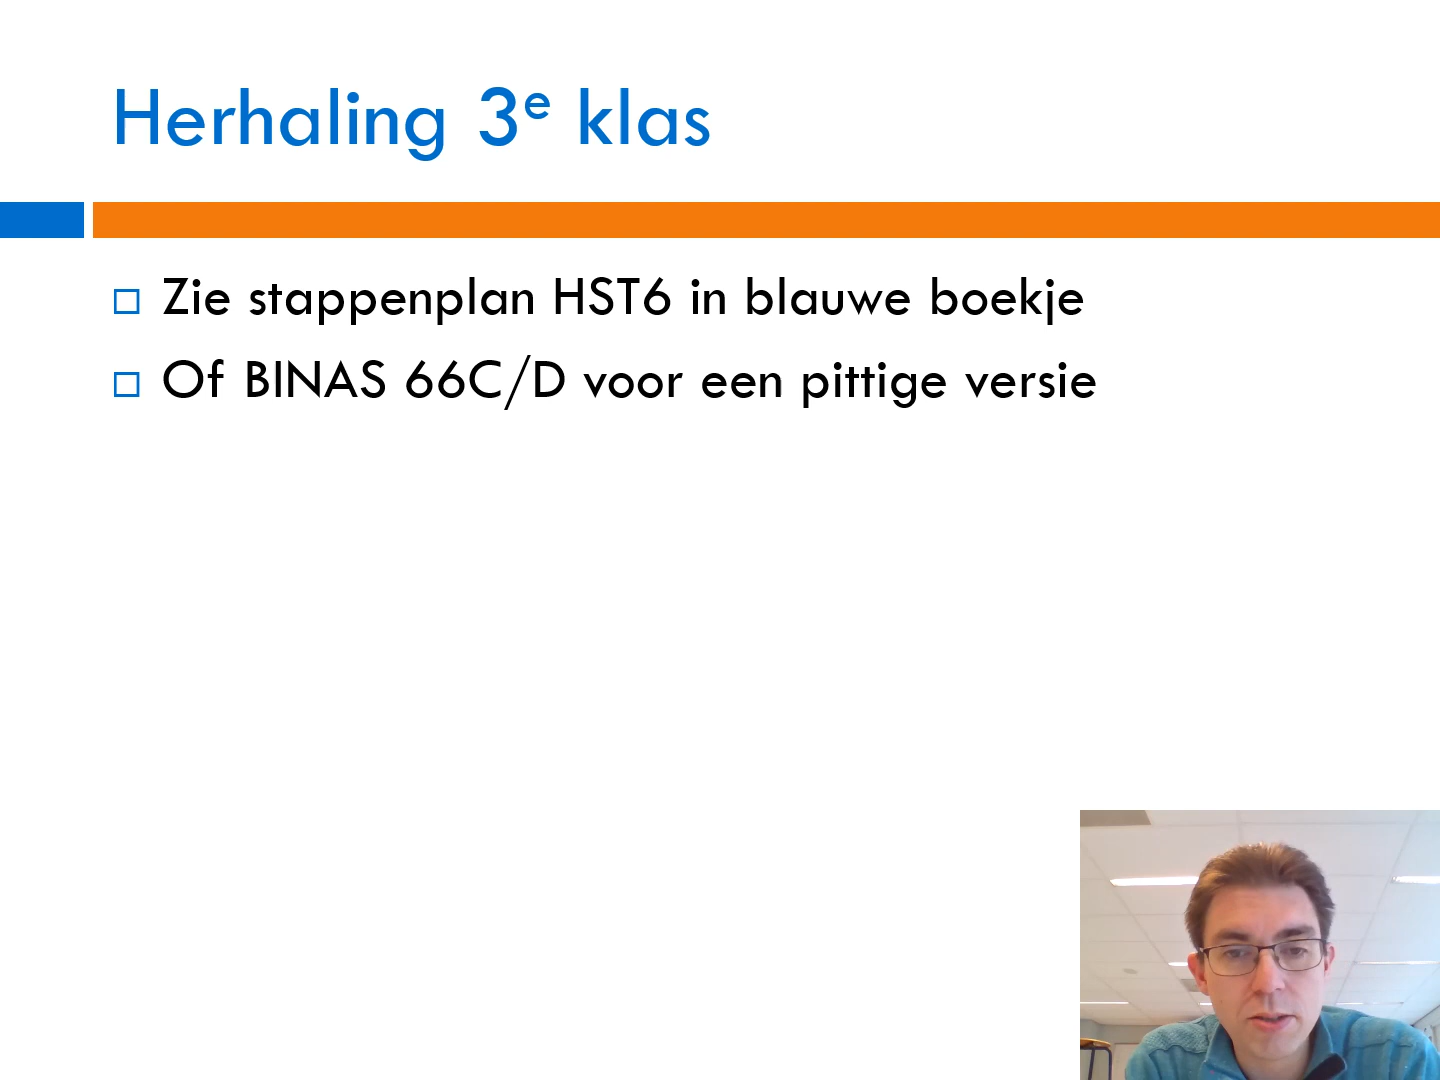 Herhaling 3e klas
Zie stappenplan HST6 in blauwe boekje
Of BINAS 66C/D voor een pittige versie